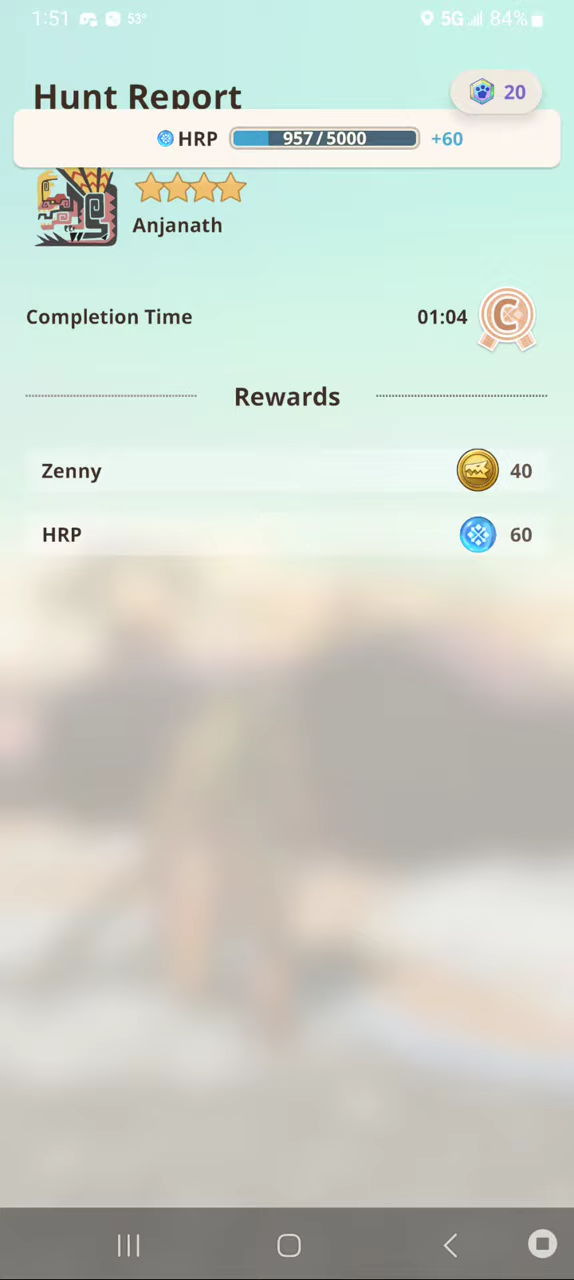 1:51 53° 5G 84%
Hunt Report 20
HRP 957/5000 +60
Anjanath
Completion Time 01:04 C
Rewards
Zenny 40
HRP 60